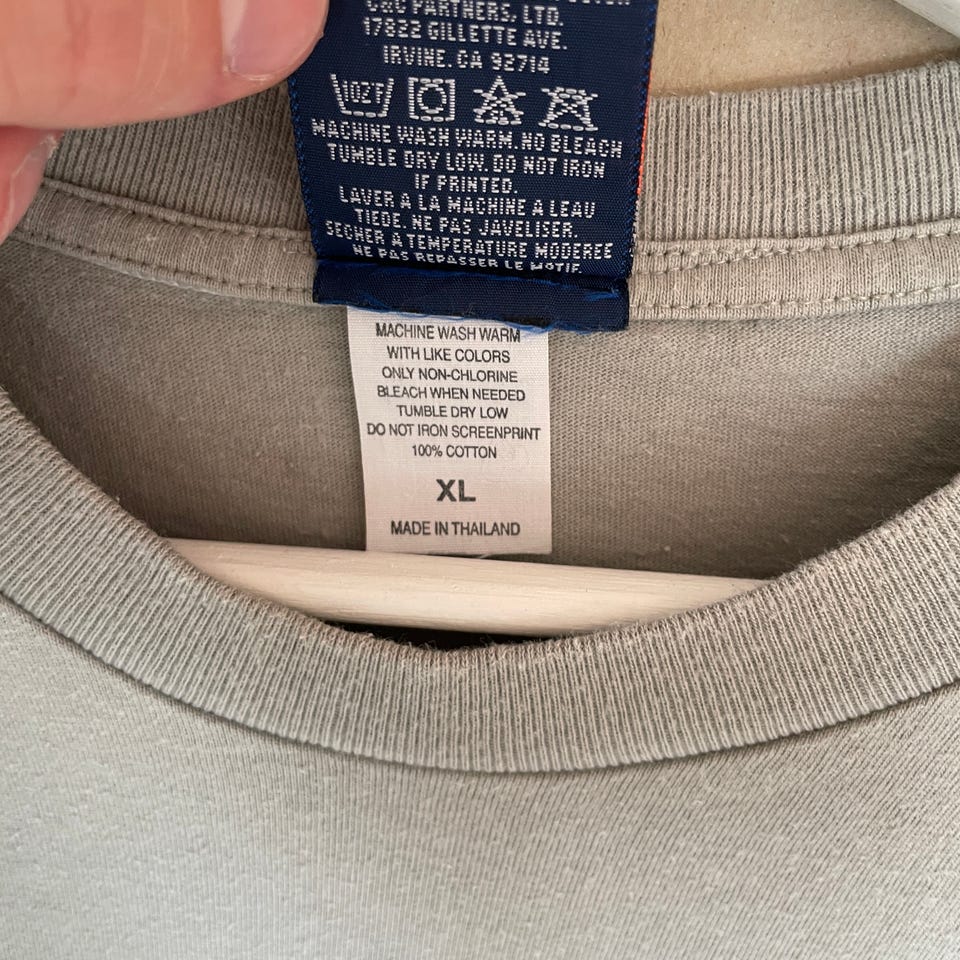 C&C PARTNERS, LTD.
17822 GILLETTE AVE.
IRVINE, CA 92714
102F
MACHINE WASH WARM. NO BLEACH
TUMBLE DRY LOW. DO NOT IRON
IF PRINTED.
LAVER A LA MACHINE A LEAU
TIEDE. NE PAS JAVELISER.
SECHER A TEMPERATURE MODEREE
NE PAS REPASSER LE MOTIF.
MACHINE WASH WARM
WITH LIKE COLORS
ONLY NON-CHLORINE
BLEACH WHEN NEEDED
TUMBLE DRY LOW
DO NOT IRON SCREENPRINT
100% COTTON
XL
MADE IN THAILAND